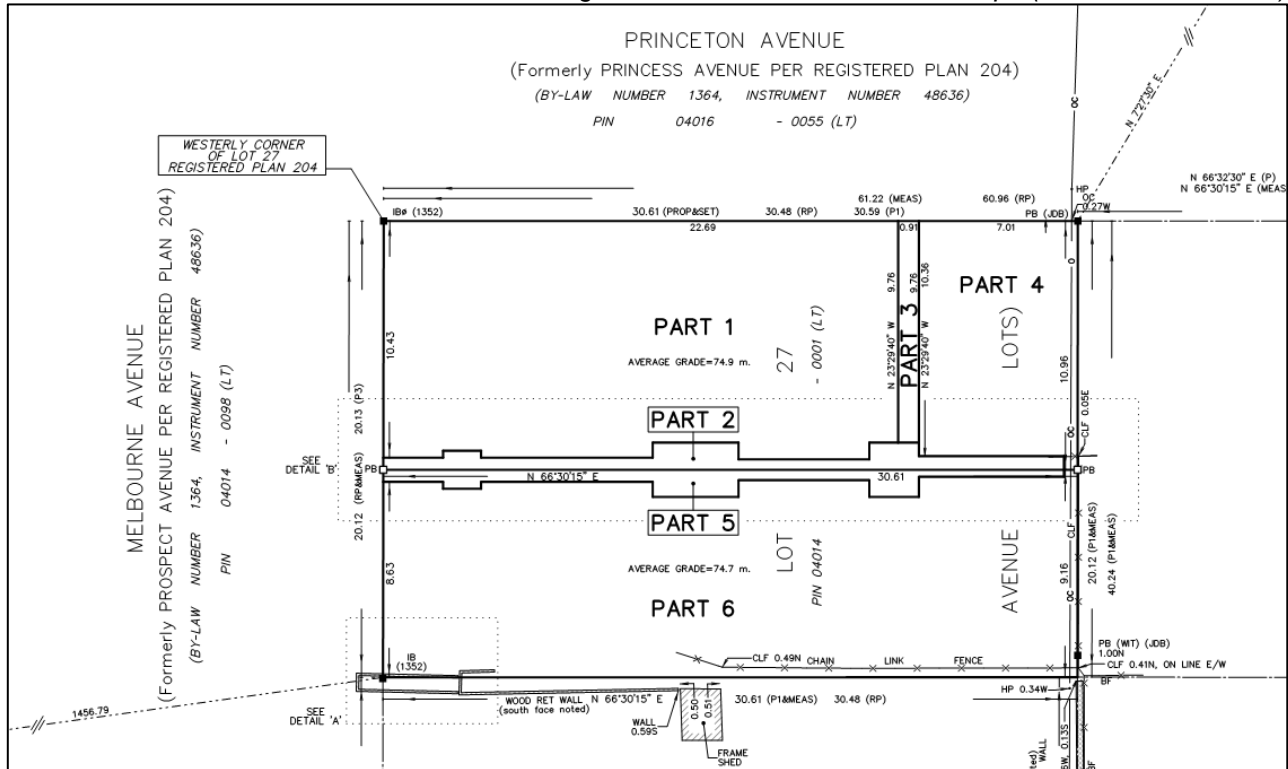 PRINCETON AVENUE
(Formerly PRINCESS AVENUE PER REGISTERED PLAN 204)
(BY-LAW NUMBER 1364, INSTRUMENT NUMBER 48636)
PIN 04016 - 0055 (LT)
WESTERLY CORNER
OF LOT 27
REGISTERED PLAN 204
OC
N 7°27'30" E
N 66°32'30" E (P)
N 66°30'15" E (MEAS
HP
OC
0.27W
61.22 (MEAS)
60.96 (RP)
IBø (1352)
30.61 (PROP&SET)
30.48 (RP)
30.59 (P1)
PB (JDB)
22.69
0.91
7.01
MELBOURNE AVENUE
(Formerly PROSPECT AVENUE PER REGISTERED PLAN 204)
(BY-LAW NUMBER 1364, INSTRUMENT NUMBER 48636)
PIN 04014 - 0098 (LT)
20.13 (P3)
20.12 (RP&MEAS)
10.43
PART 1
AVERAGE GRADE=74.9 m.
27
- 0001 (LT)
9.76
N 23°29'40" W
PART 3
9.76
10.36
N 23°29'40" W
PART 4
LOTS)
O
10.96
OC
CLF 0.05E
PART 2
SEE
DETAIL 'B'
PB
N 66°30'15" E
30.61
PB
PART 5
8.63
AVERAGE GRADE=74.7 m.
LOT
PIN 04014
PART 6
AVENUE
CLF
9.16
OC
20.12 (P1&MEAS)
40.24 (P1&MEAS)
PB (WIT) (JDB)
1.00N
CLF 0.41N, ON LINE E/W
BF
IB
(1352)
CLF 0.49N CHAIN LINK FENCE
HP 0.34W
1456.79
SEE
DETAIL 'A'
WOOD RET WALL N 66°30'15" E
(south face noted)
WALL
0.59S
0.50
0.51
30.61 (P1&MEAS)
30.48 (RP)
FRAME
SHED
WALL
0.13S
BF